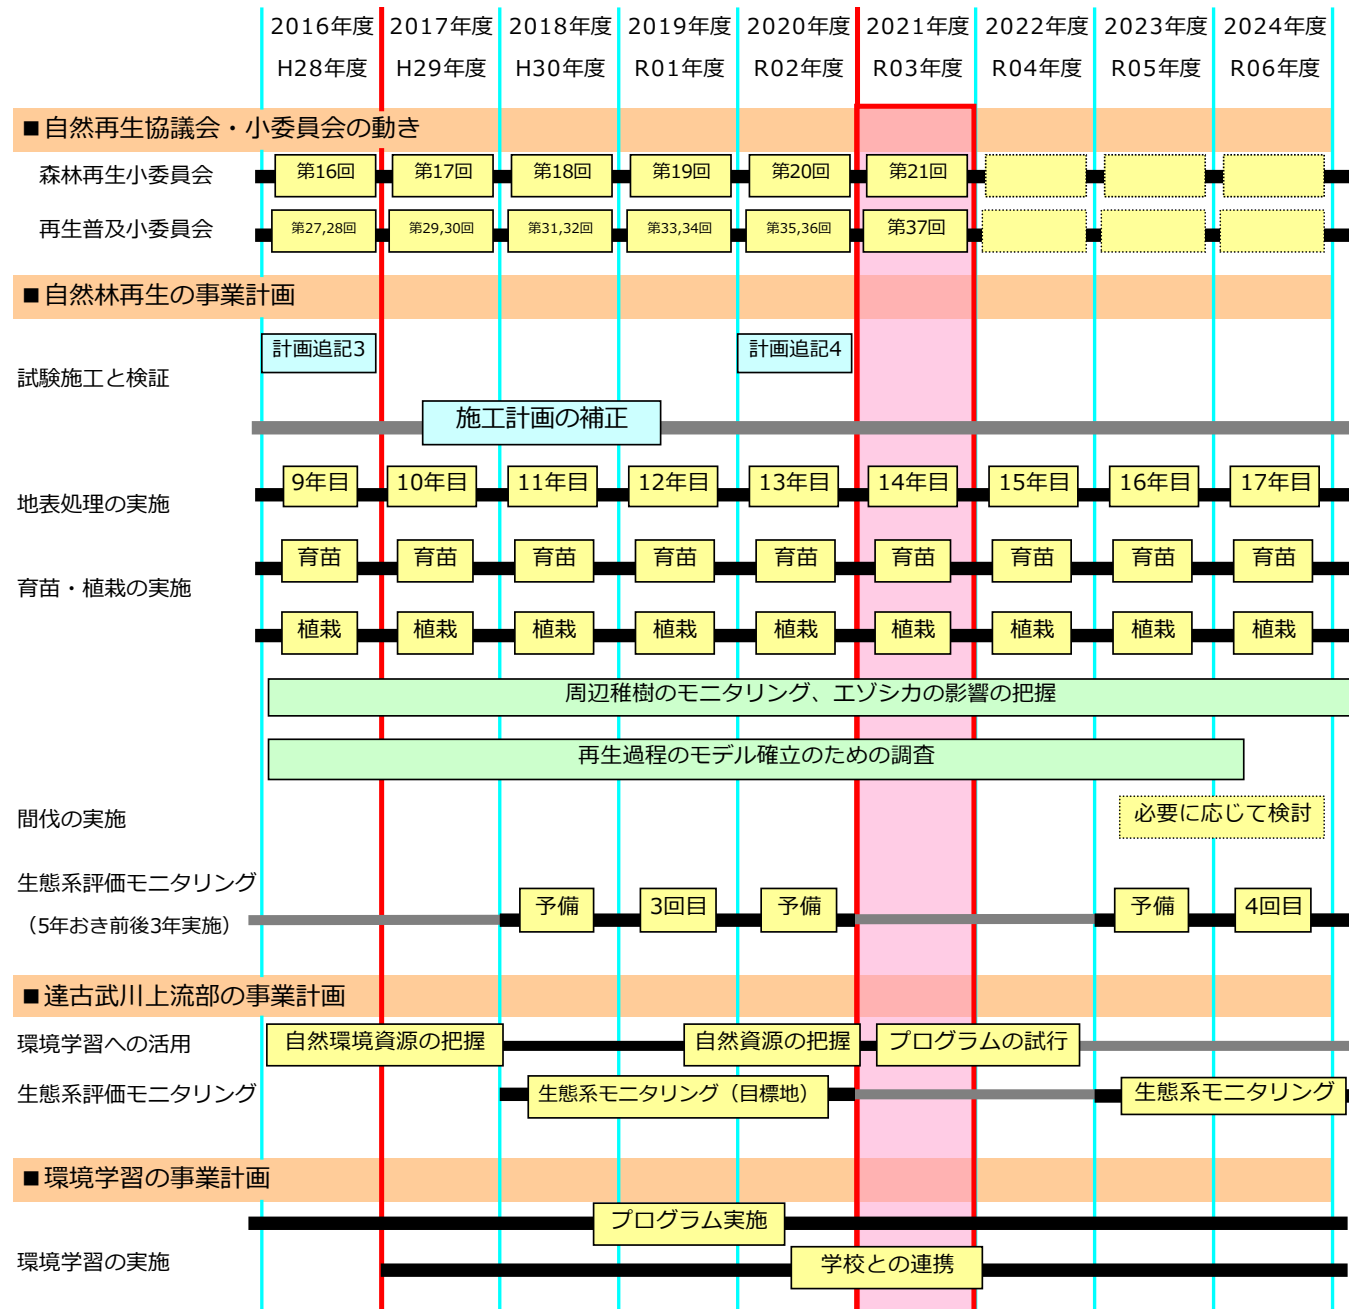 2016年度 2017年度 2018年度 2019年度 2020年度 2021年度 2022年度 2023年度 2024年度
H28年度 H29年度 H30年度 R01年度 R02年度 R03年度 R04年度 R05年度 R06年度
■自然再生協議会・小委員会の動き
森林再生小委員会 第16回 第17回 第18回 第19回 第20回 第21回
再生普及小委員会 第27,28回 第29,30回 第31,32回 第33,34回 第35,36回 第37回
■自然林再生の事業計画
計画追記3 計画追記4
試験施工と検証
施工計画の補正
地表処理の実施 9年目 10年目 11年目 12年目 13年目 14年目 15年目 16年目 17年目
育苗 育苗 育苗 育苗 育苗 育苗 育苗 育苗 育苗
育苗・植栽の実施
植栽 植栽 植栽 植栽 植栽 植栽 植栽 植栽 植栽
周辺稚樹のモニタリング、エゾシカの影響の把握
再生過程のモデル確立のための調査
間伐の実施 必要に応じて検討
生態系評価モニタリング
（5年おき前後3年実施） 予備 3回目 予備 予備 4回目
■達古武川上流部の事業計画
環境学習への活用 自然環境資源の把握 自然資源の把握 プログラムの試行
生態系評価モニタリング 生態系モニタリング（目標地） 生態系モニタリング
■環境学習の事業計画
プログラム実施
環境学習の実施 学校との連携